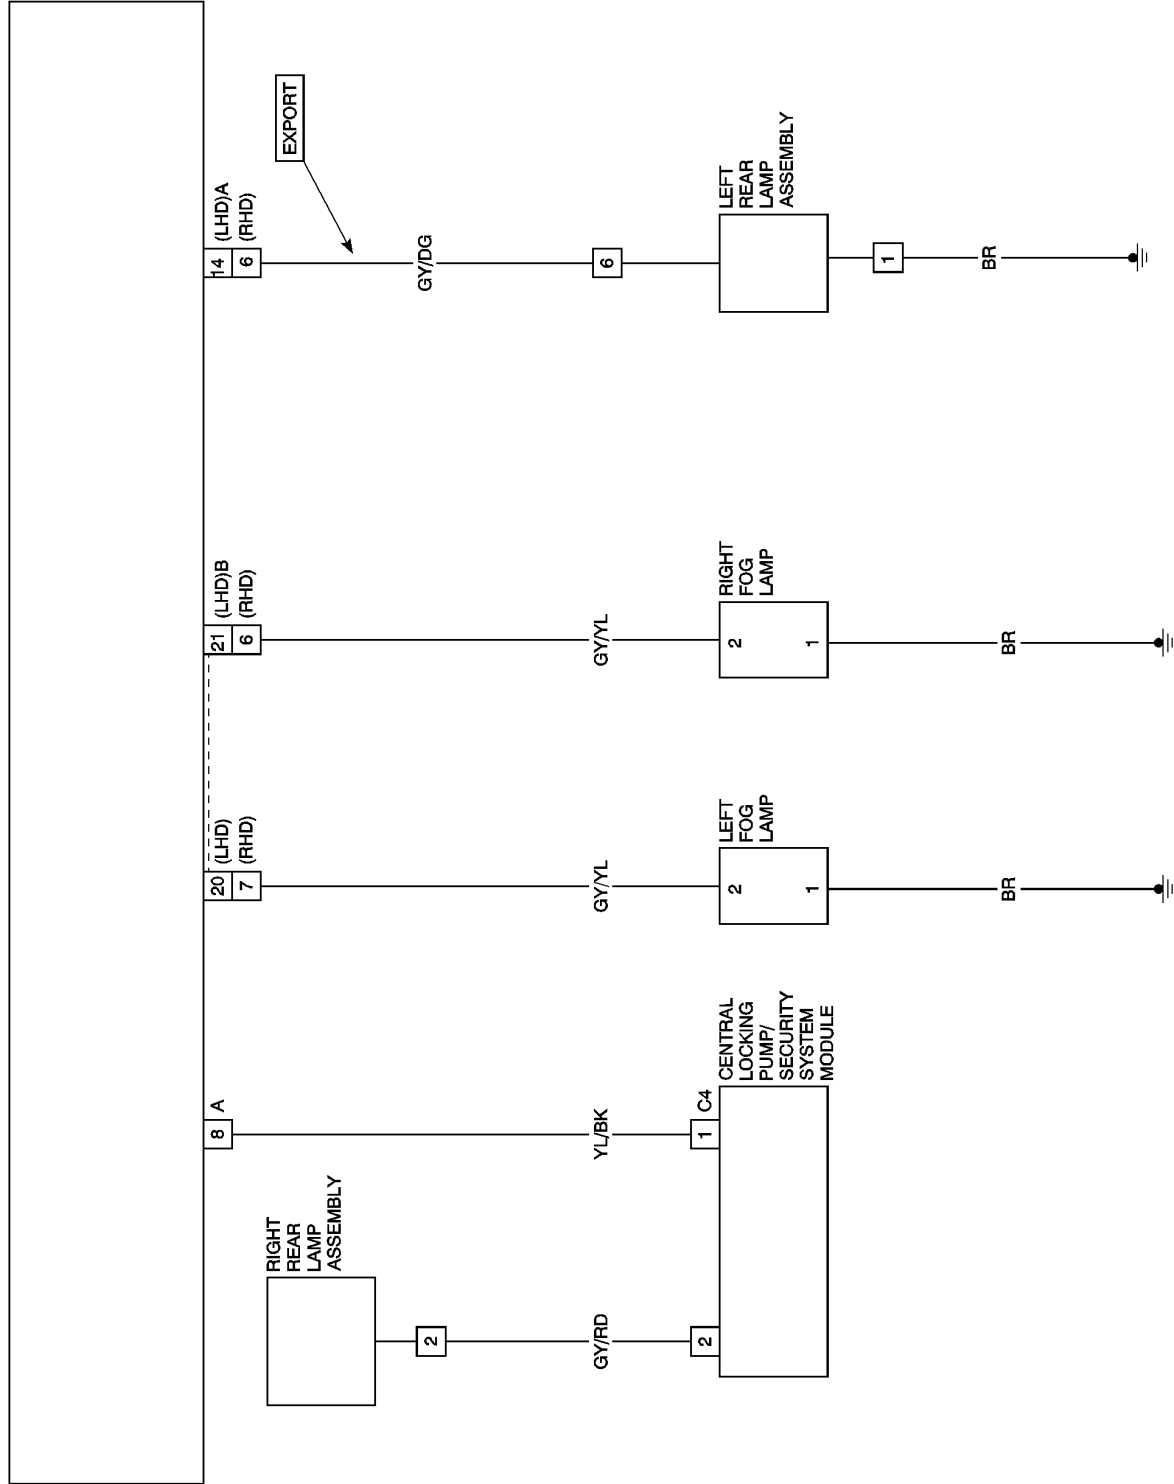 8 A
20 (LHD)
7 (RHD)
21 (LHD)B
6 (RHD)
14 (LHD)A
6 (RHD)
EXPORT
RIGHT
REAR
LAMP
ASSEMBLY
2
GY/RD
YL/BK
GY/YL
GY/YL
GY/DG
6
2
1 C4
CENTRAL
LOCKING
PUMP/
SECURITY
SYSTEM
MODULE
LEFT
FOG
LAMP
2
1
BR
RIGHT
FOG
LAMP
2
1
BR
LEFT
REAR
LAMP
ASSEMBLY
1
BR